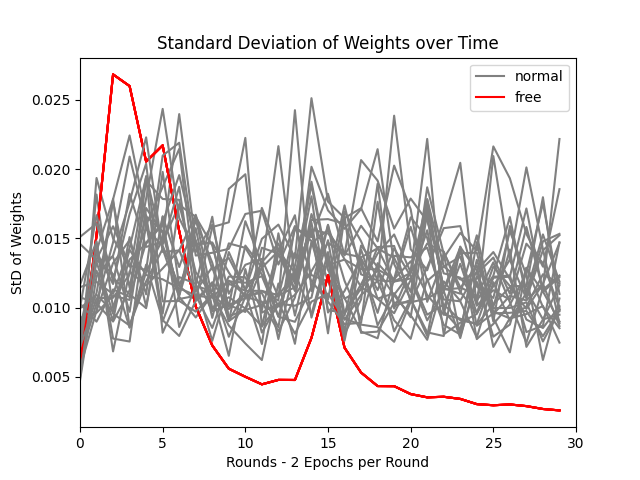 Standard Deviation of Weights over Time
normal
free
0.025
0.020
0.015
0.010
0.005
StD of Weights
0 5 10 15 20 25 30
Rounds - 2 Epochs per Round